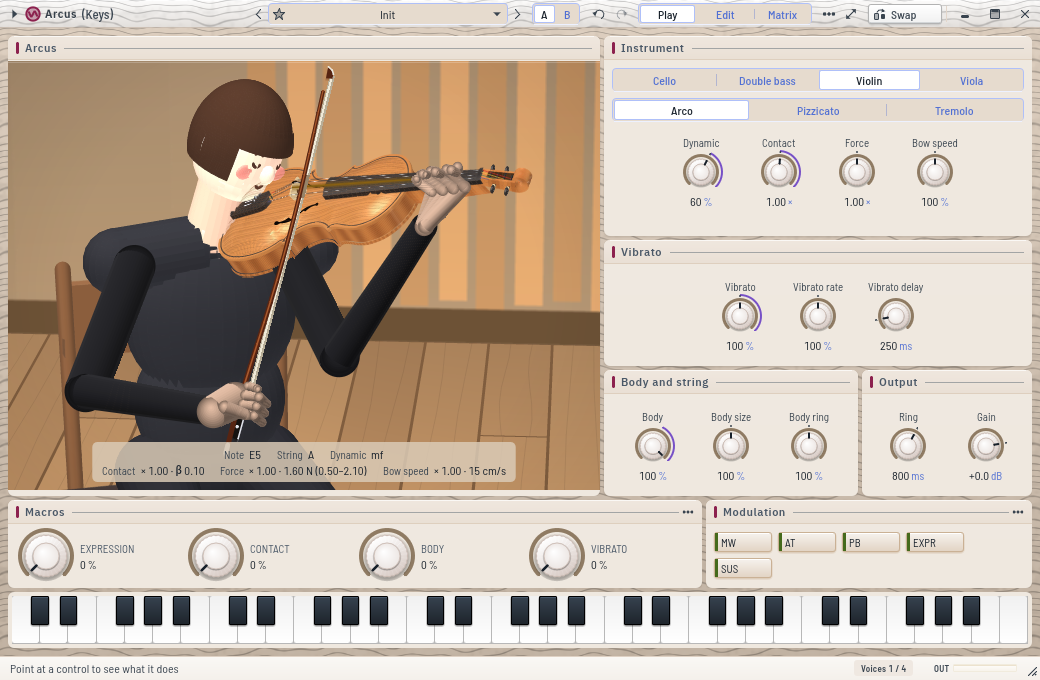 Arcus (Keys)
Init
A B
Play Edit Matrix
Swap
Arcus
Note E5 String A Dynamic mf
Contact × 1.00 · β 0.10 Force × 1.00 · 1.60 N (0.50–2.10) Bow speed × 1.00 · 15 cm/s
Instrument
Cello Double bass Violin Viola
Arco Pizzicato Tremolo
Dynamic Contact Force Bow speed
60 % 1.00 × 1.00 × 100 %
Vibrato
Vibrato Vibrato rate Vibrato delay
100 % 100 % 250 ms
Body and string
Body Body size Body ring
100 % 100 % 100 %
Output
Ring Gain
800 ms +0.0 dB
Macros
EXPRESSION CONTACT BODY VIBRATO
0 % 0 % 0 % 0 %
Modulation
MW AT PB EXPR
SUS
Point at a control to see what it does
Voices 1 / 4 OUT